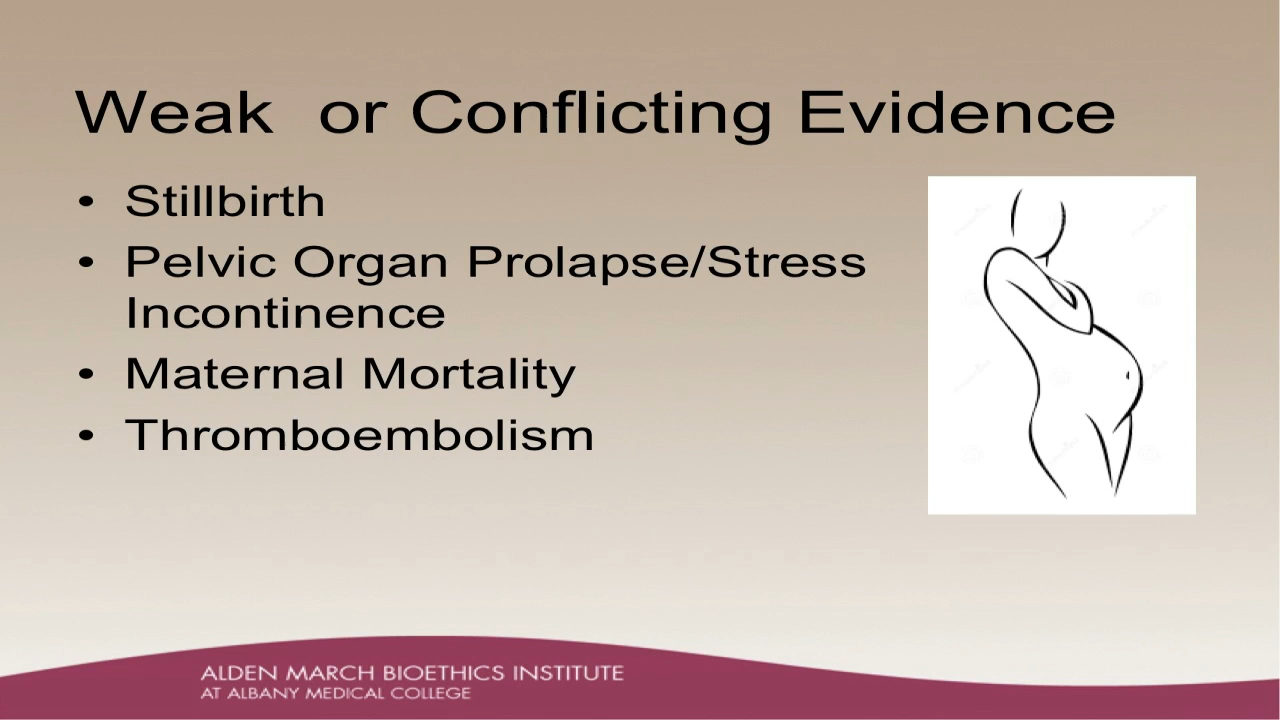 Weak  or Conflicting Evidence
• Stillbirth
• Pelvic Organ Prolapse/Stress
Incontinence
• Maternal Mortality
• Thromboembolism
ALDEN MARCH BIOETHICS INSTITUTE
AT ALBANY MEDICAL COLLEGE